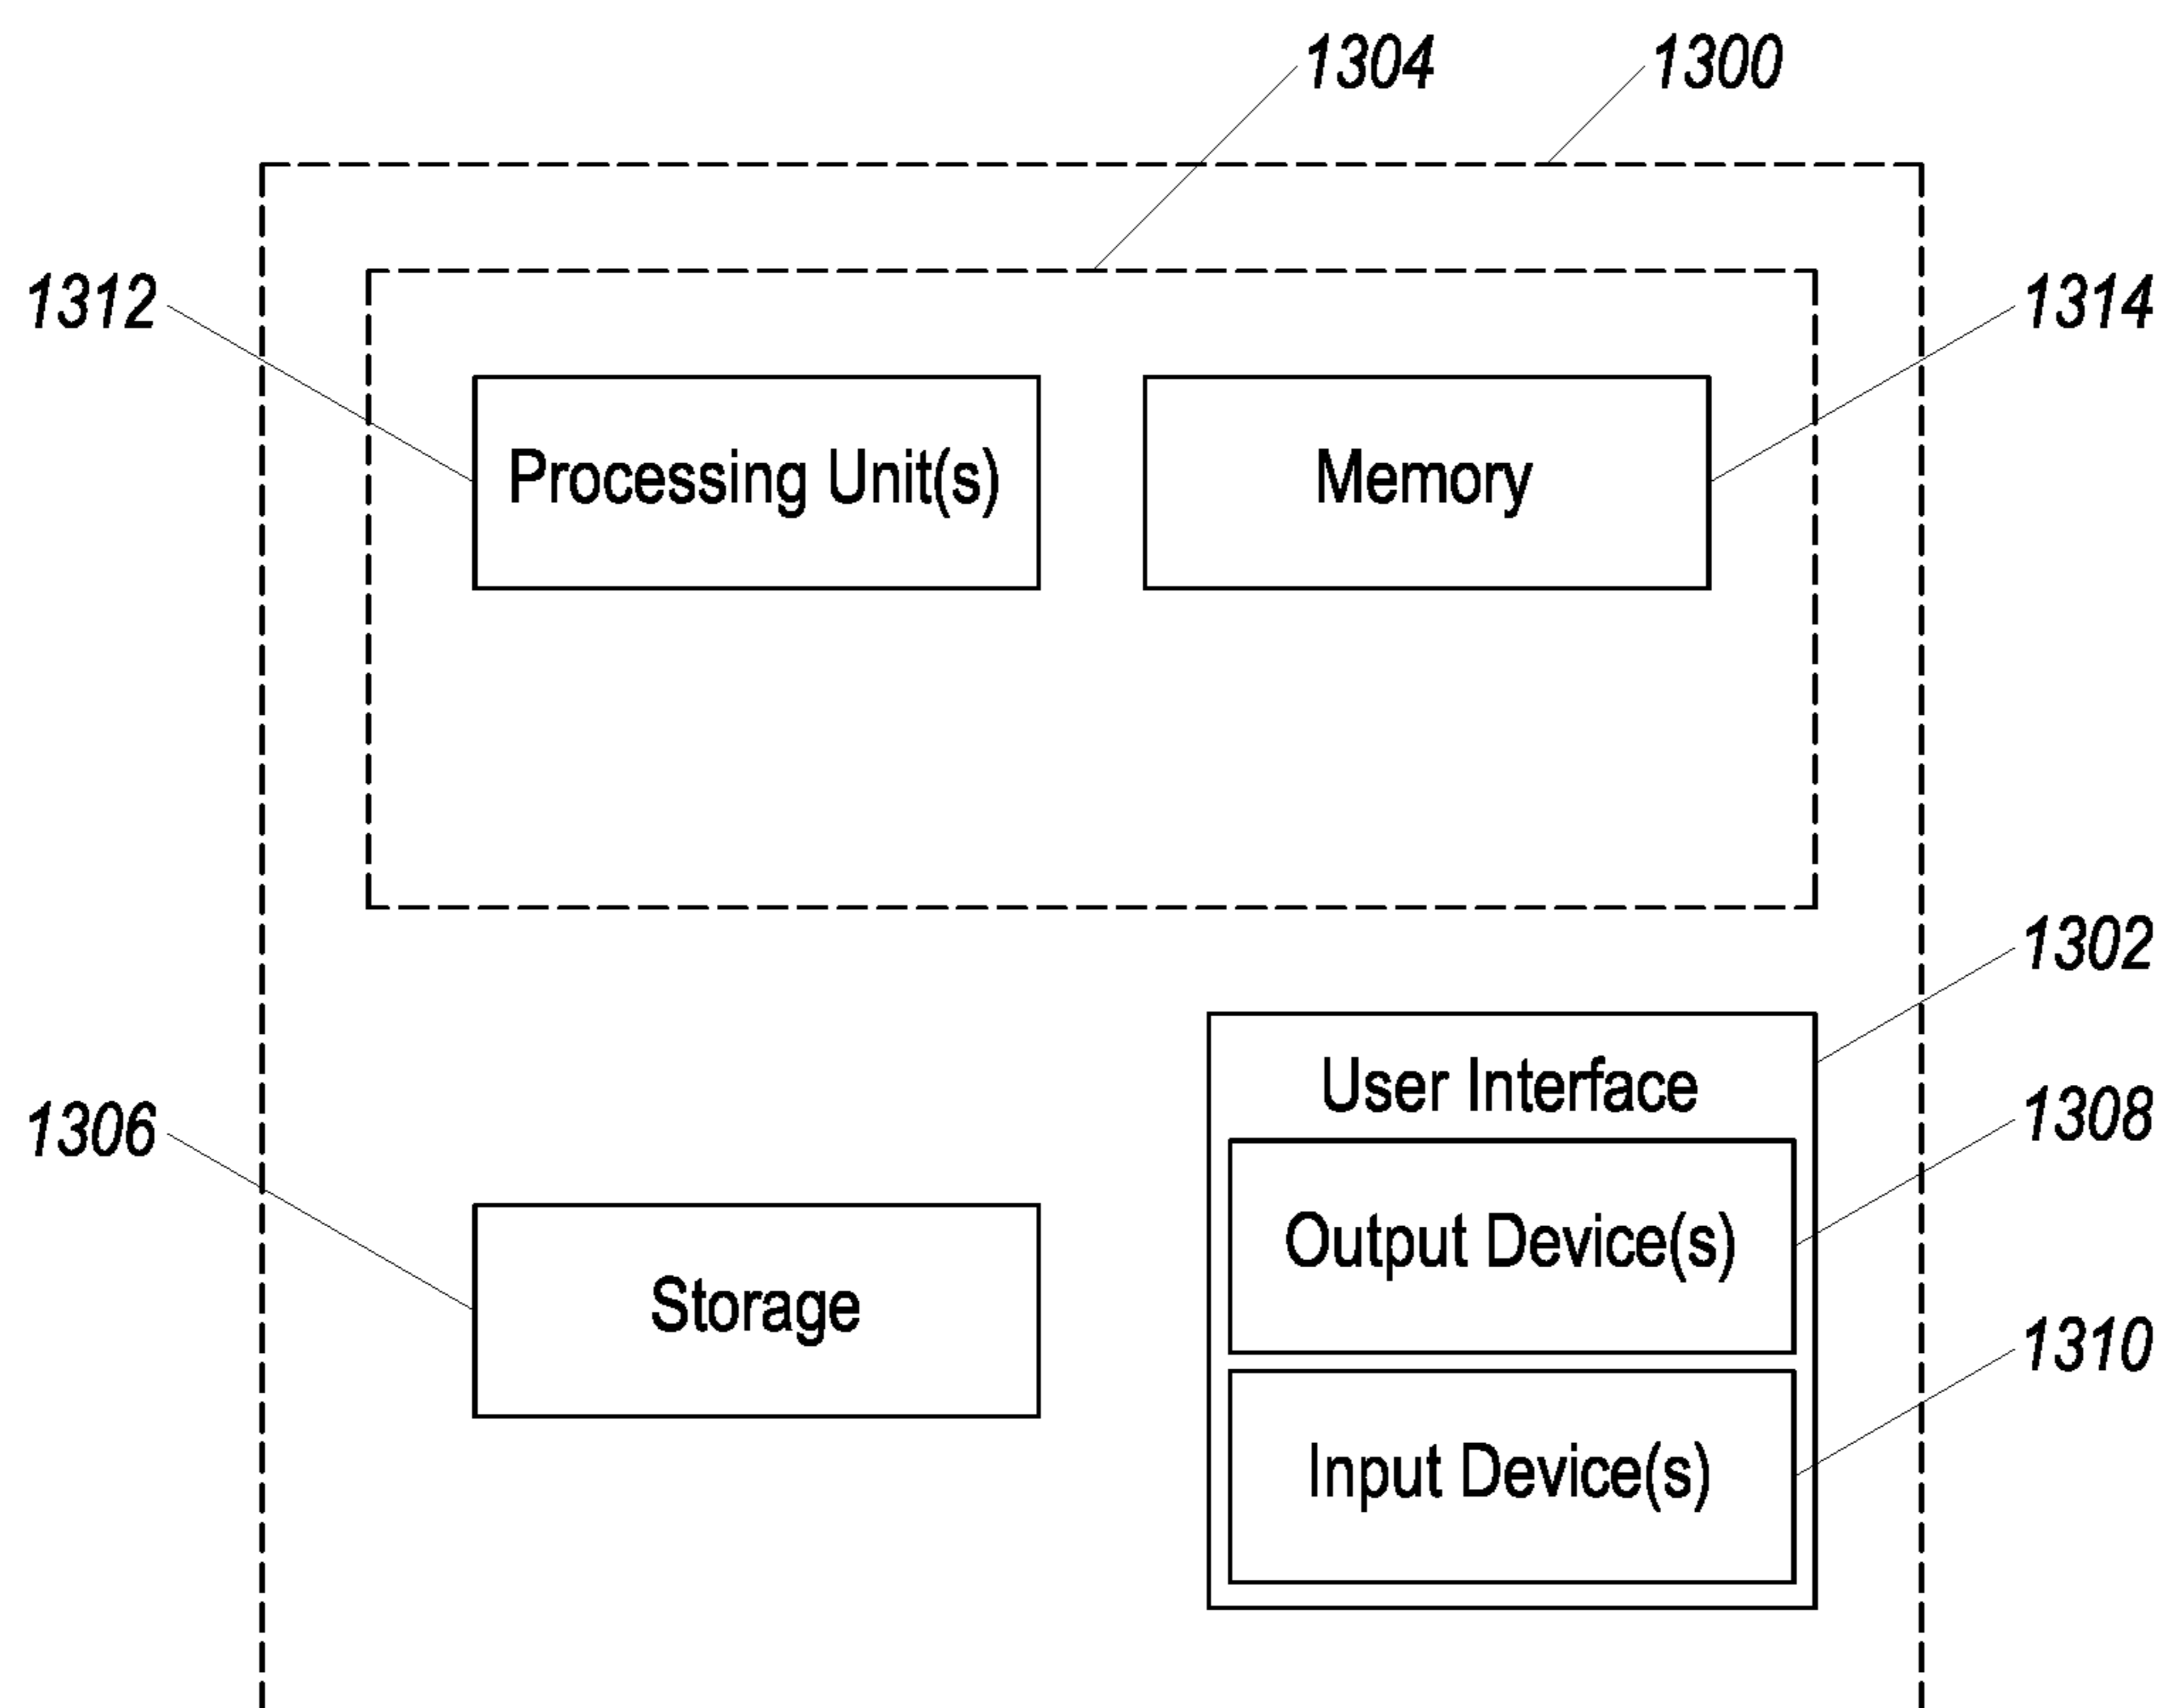 1304
1300
1312
1314
Processing Unit(s)
Memory
1302
User Interface
1308
1306
Output Device(s)
Storage
1310
Input Device(s)